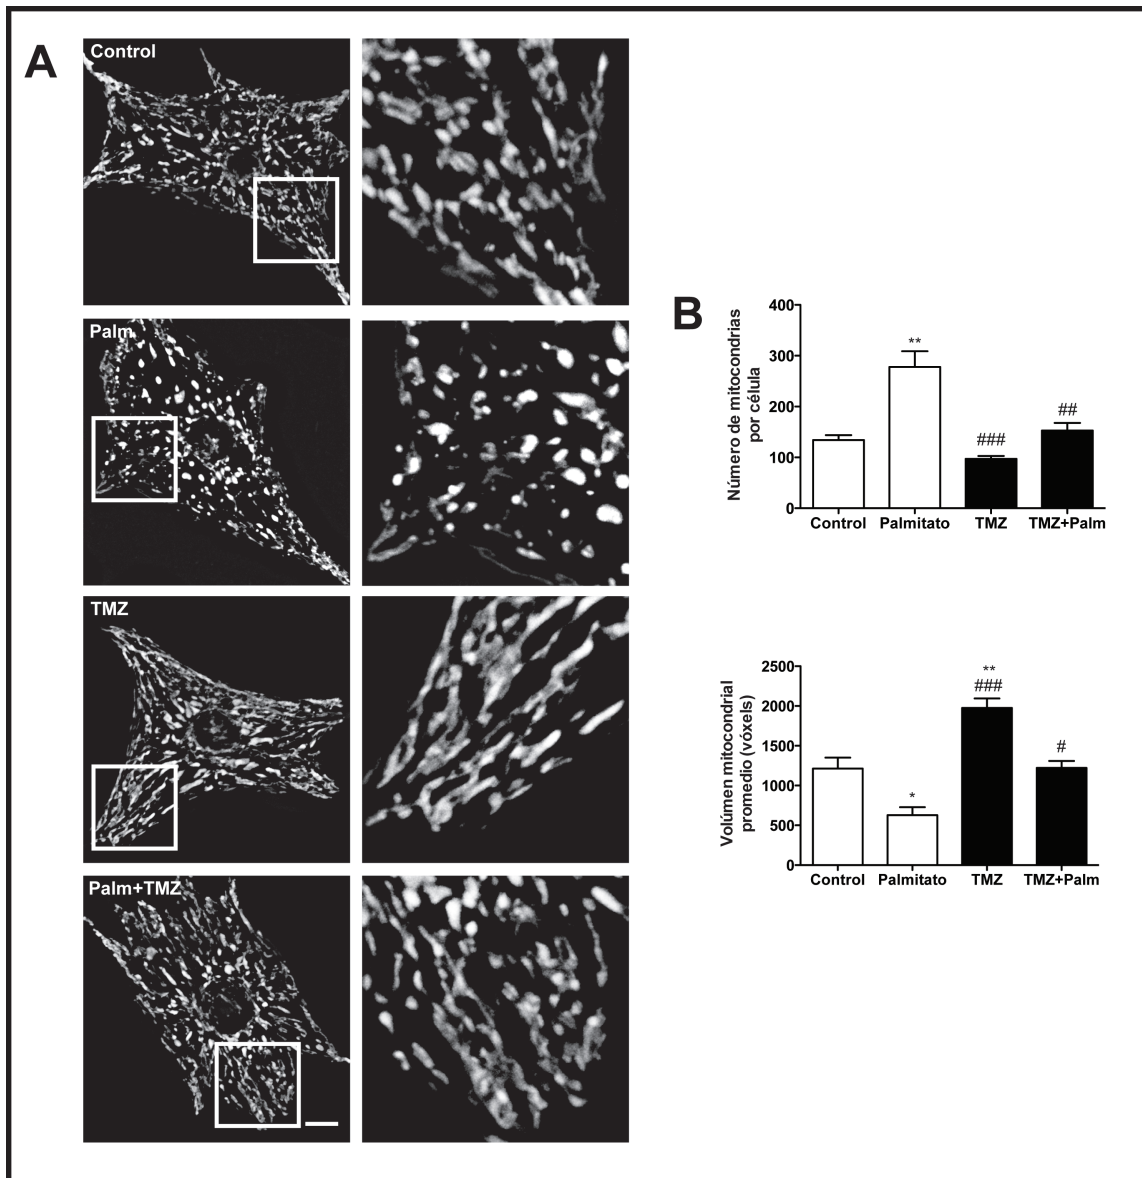 A
Control
Palm
TMZ
Palm+TMZ
B
Número de mitocondrias
por célula
400
300
200
100
0
**
###
##
Control Palmitato TMZ TMZ+Palm
Volúmen mitocondrial
promedio (vóxels)
2500
2000
1500
1000
500
0
*
**
###
#
Control Palmitato TMZ TMZ+Palm